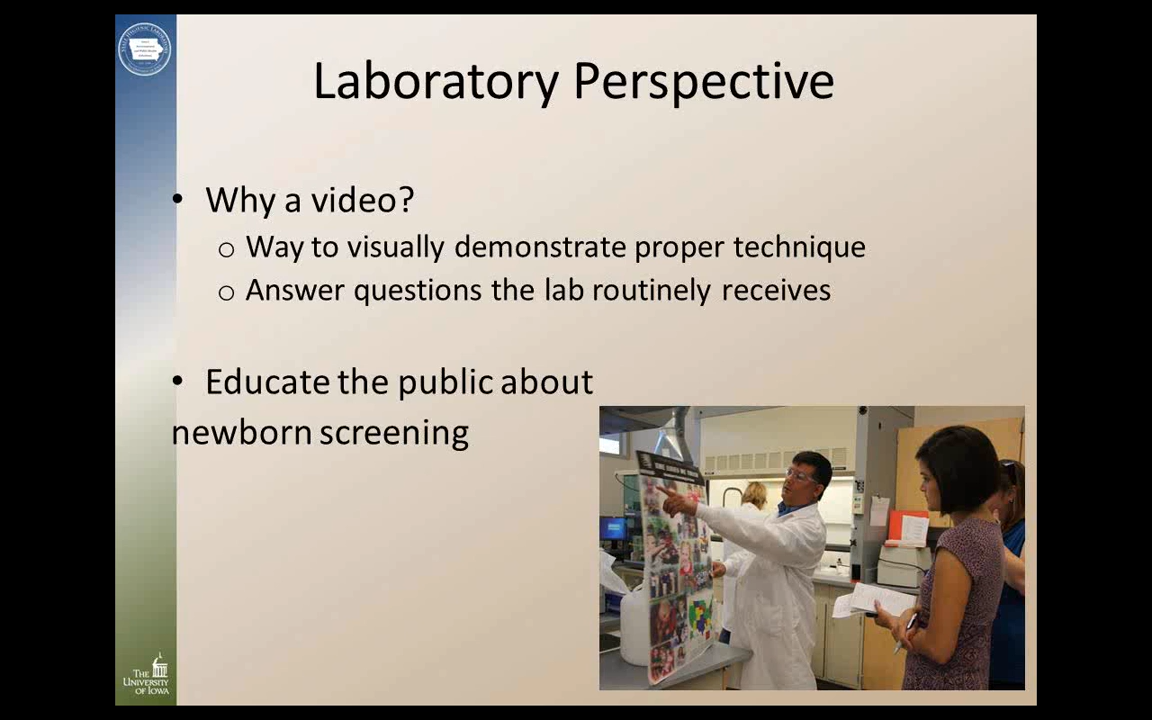 Laboratory Perspective
• Why a video?
o Way to visually demonstrate proper technique
o Answer questions the lab routinely receives
• Educate the public about
newborn screening
THE
UNIVERSITY
OF IOWA